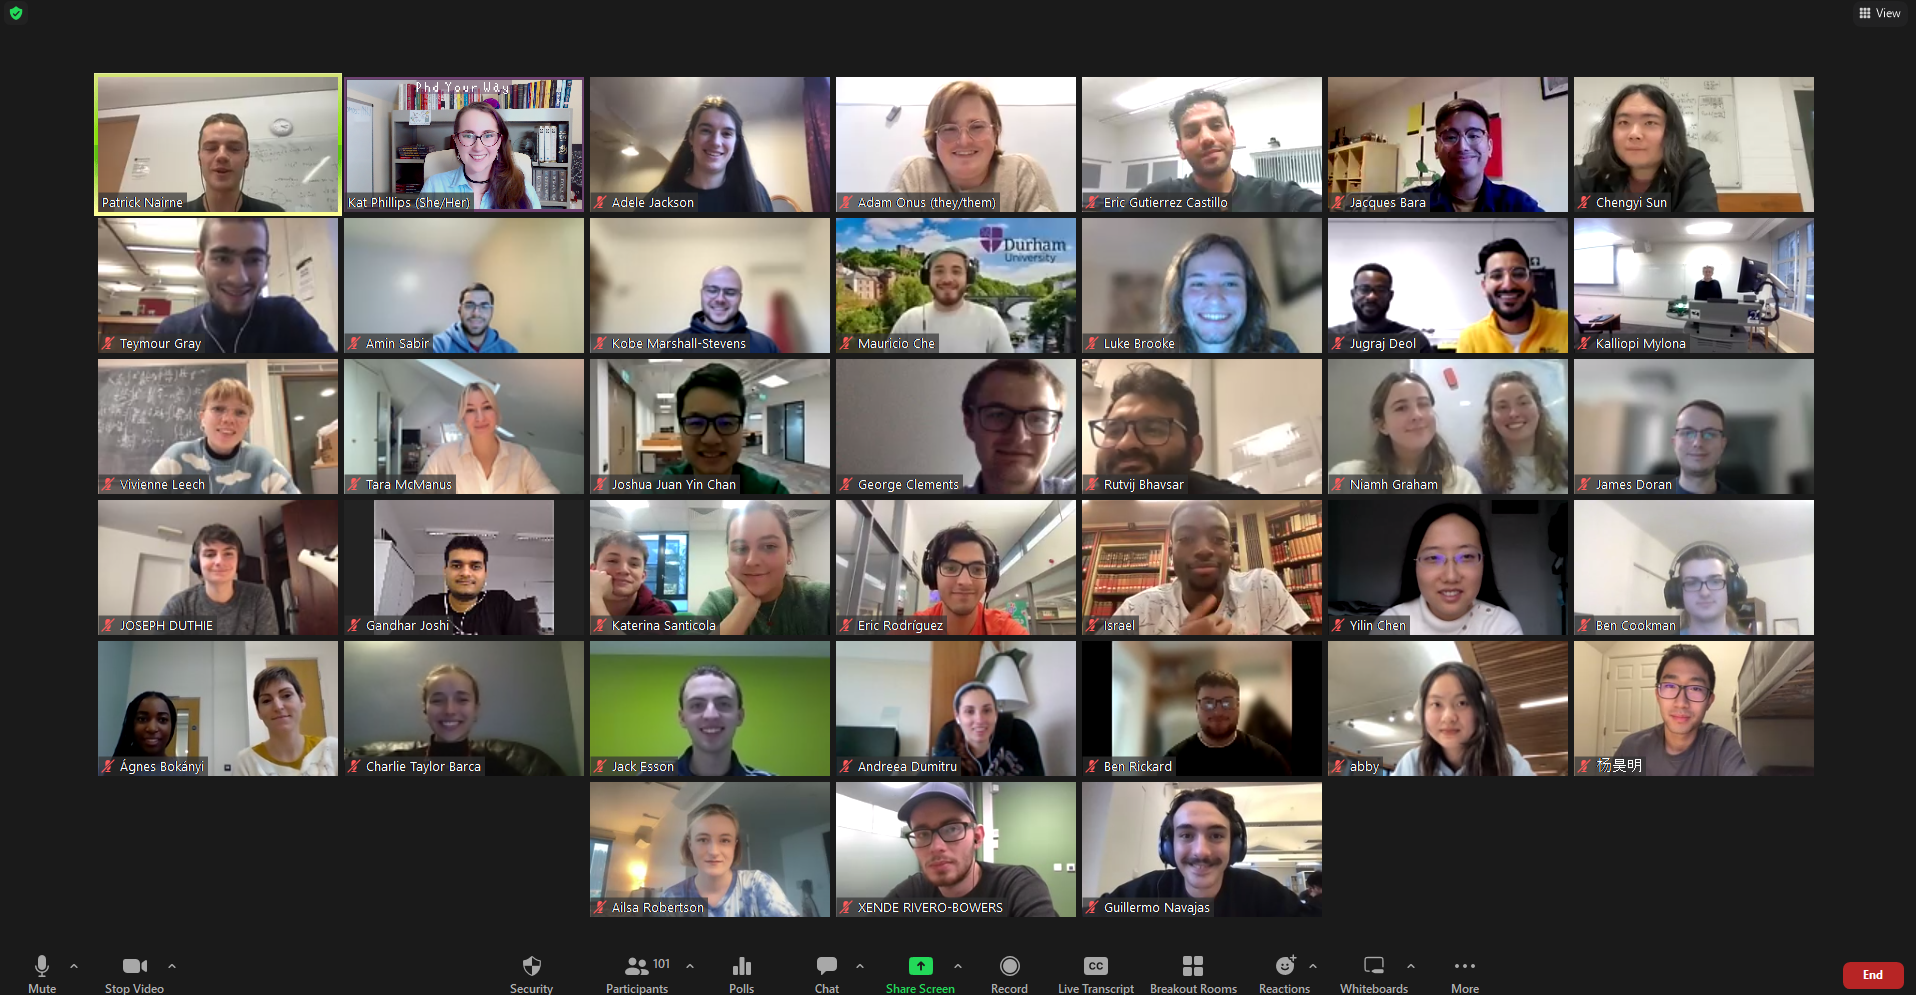 View
Phd Your Way
Patrick Nairne
Kat Phillips (She/Her)
Adele Jackson
Adam Onus (they/them)
Eric Gutierrez Castillo
Jacques Bara
Chengyi Sun
Durham
University
Teymour Gray
Amin Sabir
Kobe Marshall-Stevens
Mauricio Che
Luke Brooke
Jugraj Deol
Kalliopi Mylona
Vivienne Leech
Tara McManus
Joshua Juan Yin Chan
George Clements
Rutvij Bhavsar
Niamh Graham
James Doran
JOSEPH DUTHIE
Gandhar Joshi
Katerina Santicola
Eric Rodríguez
Israel
Yilin Chen
Ben Cookman
Ágnes Bokányi
Charlie Taylor Barca
Jack Esson
Andreea Dumitru
Ben Rickard
abby
杨昊明
Ailsa Robertson
XENDE RIVERO-BOWERS
Guillermo Navajas
101
CC
End
Mute
Stop Video
Security
Participants
Polls
Chat
Share Screen
Record
Live Transcript
Breakout Rooms
Reactions
Whiteboards
More